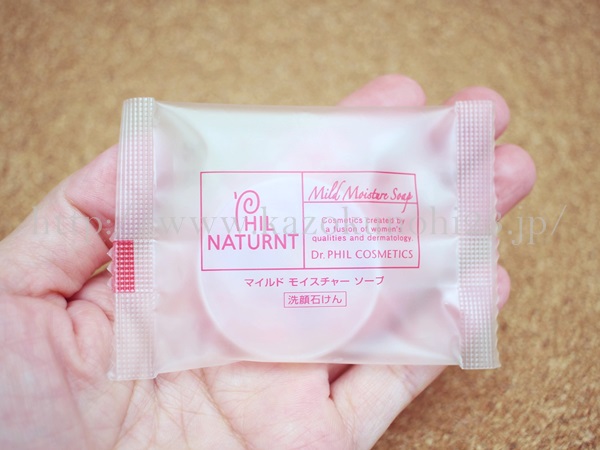 PHIL
NATURNT
Mild Moisture Soap
Cosmetics created by
a fusion of women's
qualities and dermatology.
Dr. PHIL COSMETICS
マイルド モイスチャー ソープ
洗顔石けん